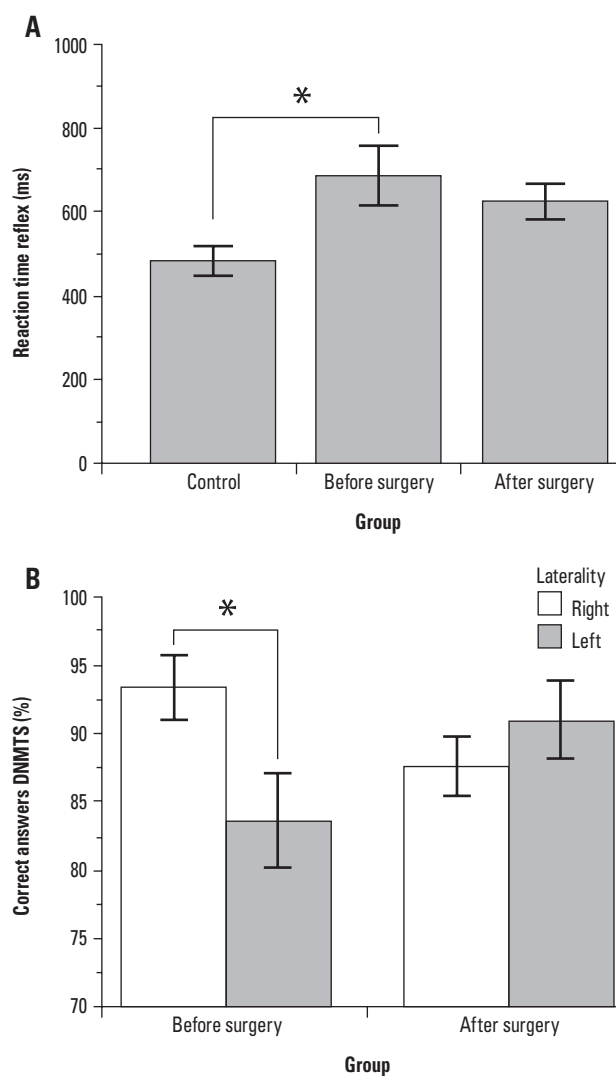 A
1000
800
600
400
200
0
Reaction time reflex (ms)
*
Control
Before surgery
After surgery
Group
B
Laterality
Right
Left
100
95
90
85
80
75
70
Correct answers DNMTS (%)
*
Before surgery
After surgery
Group